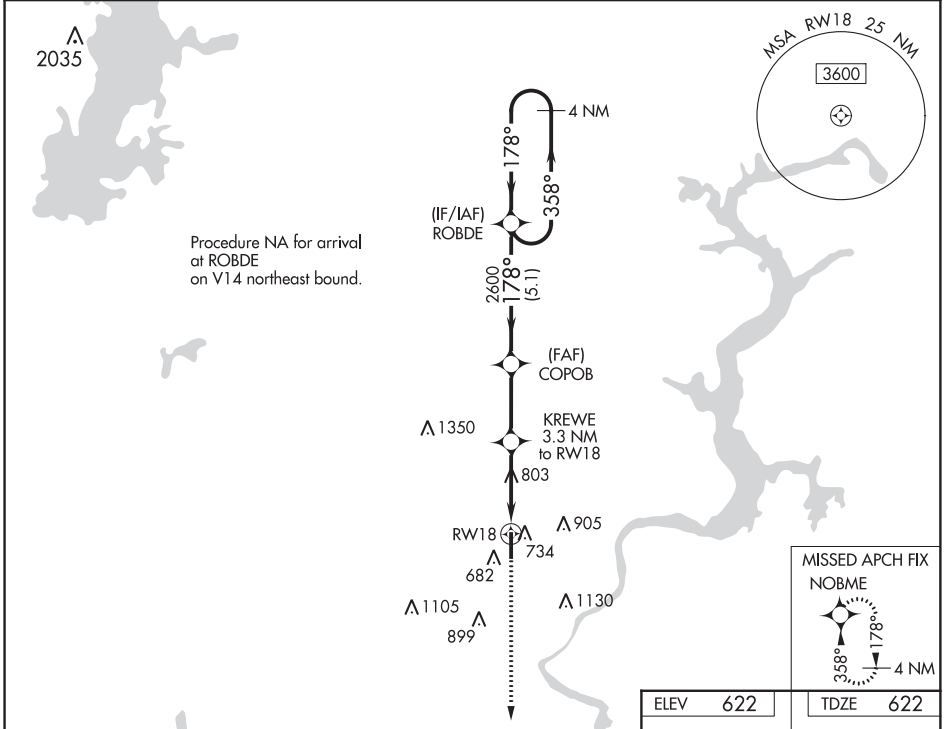 2035
MSA RW18 25 NM
3600
4 NM
178°
358°
(IF/IAF)
ROBDE
Procedure NA for arrival
at ROBDE
on V14 northeast bound.
2600
178°
(5.1)
(FAF)
COPOB
1350
KREWE
3.3 NM
to RW18
803
RW18
905
734
682
1105
899
1130
MISSED APCH FIX
NOBME
358°
178°
4 NM
ELEV 622
TDZE 622